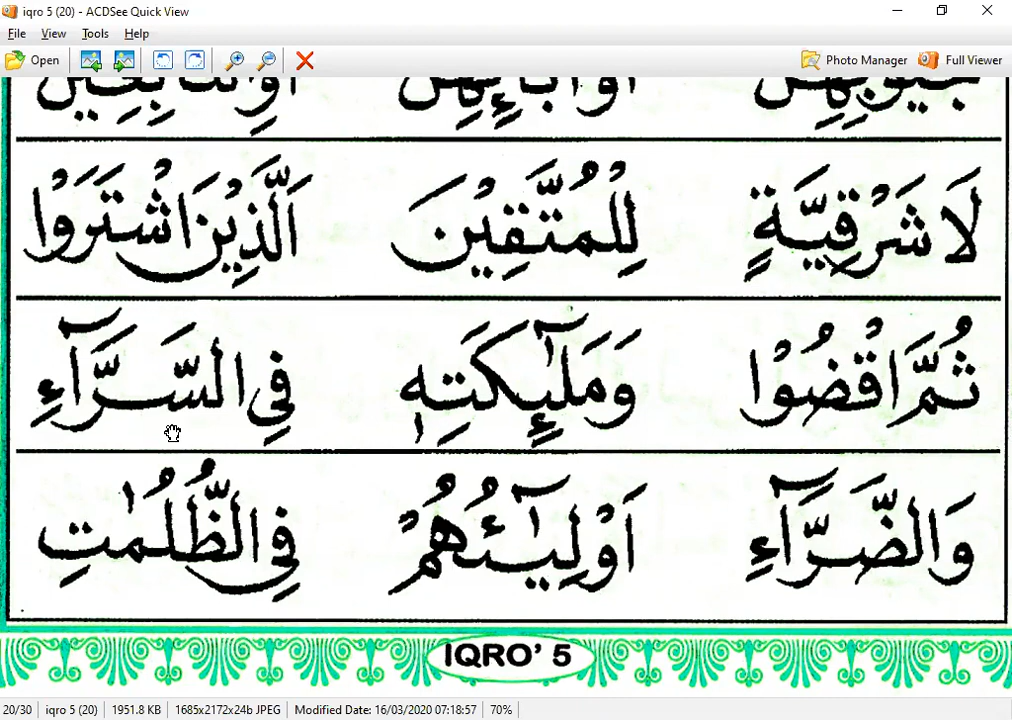 iqro 5 (20) - ACDSee Quick View
File View Tools Help
Open Photo Manager Full Viewer
لَا شَرْقِيَّةٍ لِلْمُتَّقِيْنَ اَلَّذِيْنَ اشْتَرَوْا
ثُمَّ اقْضُوْا وَمَلٰٓئِكَتِهٖ فِى السَّرَّآءِ
وَالضَّرَّآءِ اَوْلِيٰٓئُهُمْ فِى الظُّلُمٰتِ
IQRO' 5
20/30 iqro 5 (20) 1951.8 KB 1685x2172x24b JPEG Modified Date: 16/03/2020 07:18:57 70%